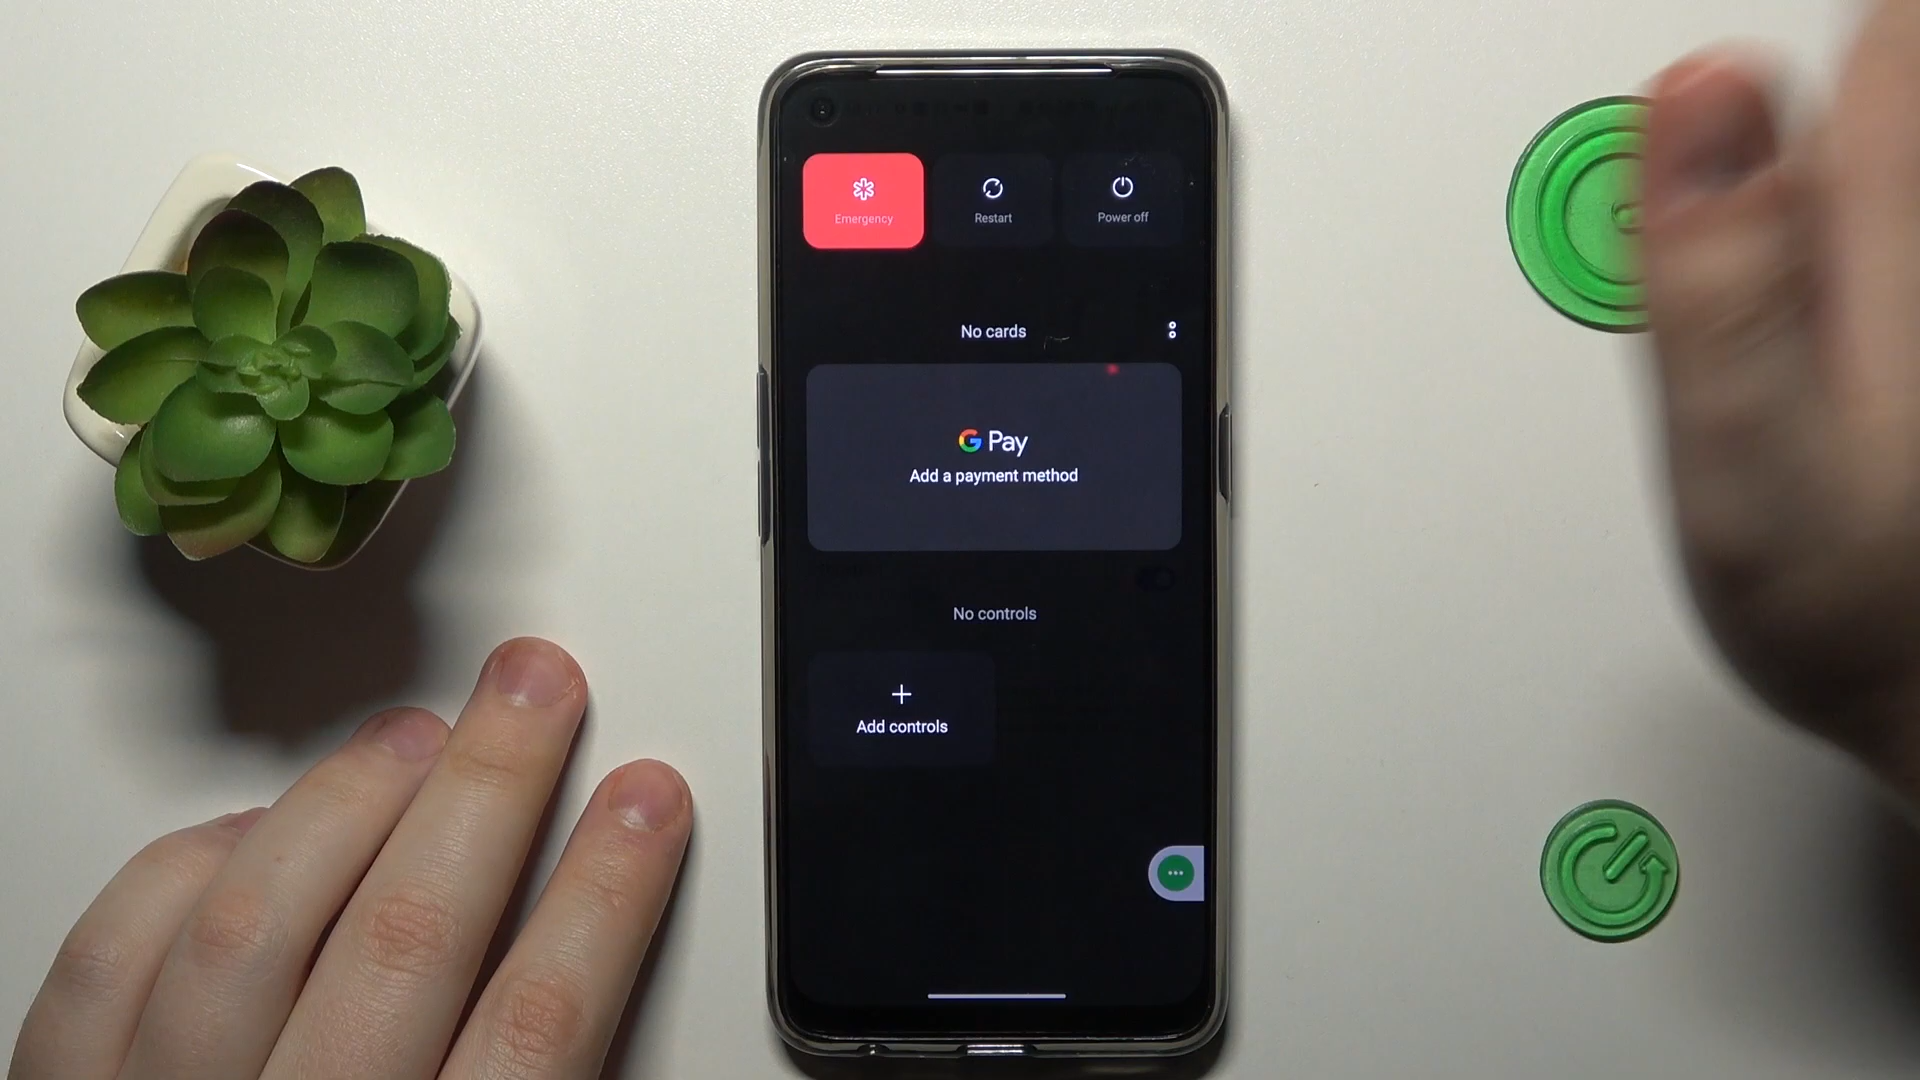 Emergency
Restart
Power off
No cards
G Pay
Add a payment method
No controls
Add controls